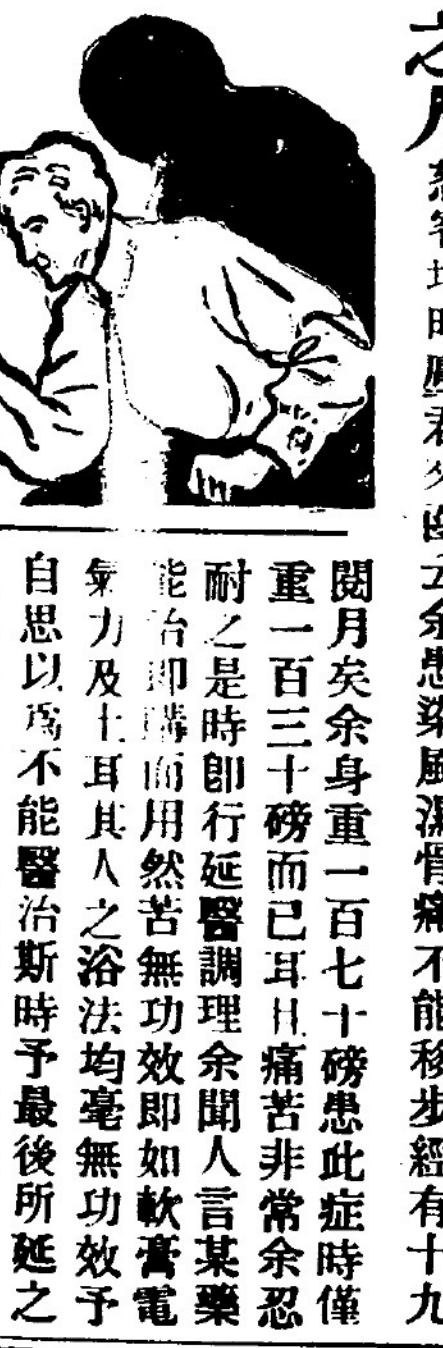 余患染風濕骨痛不能移步經有十九
閱月矣余身重一百七十磅患此症時僅
重一百三十磅而已耳且痛苦非常余忍
耐之是時卽行延醫調理余聞人言某藥
能治即購而用然苦無功效即如軟膏電
氣力及土耳其人之浴法均毫無功效予
自思以爲不能醫治斯時予最後所延之